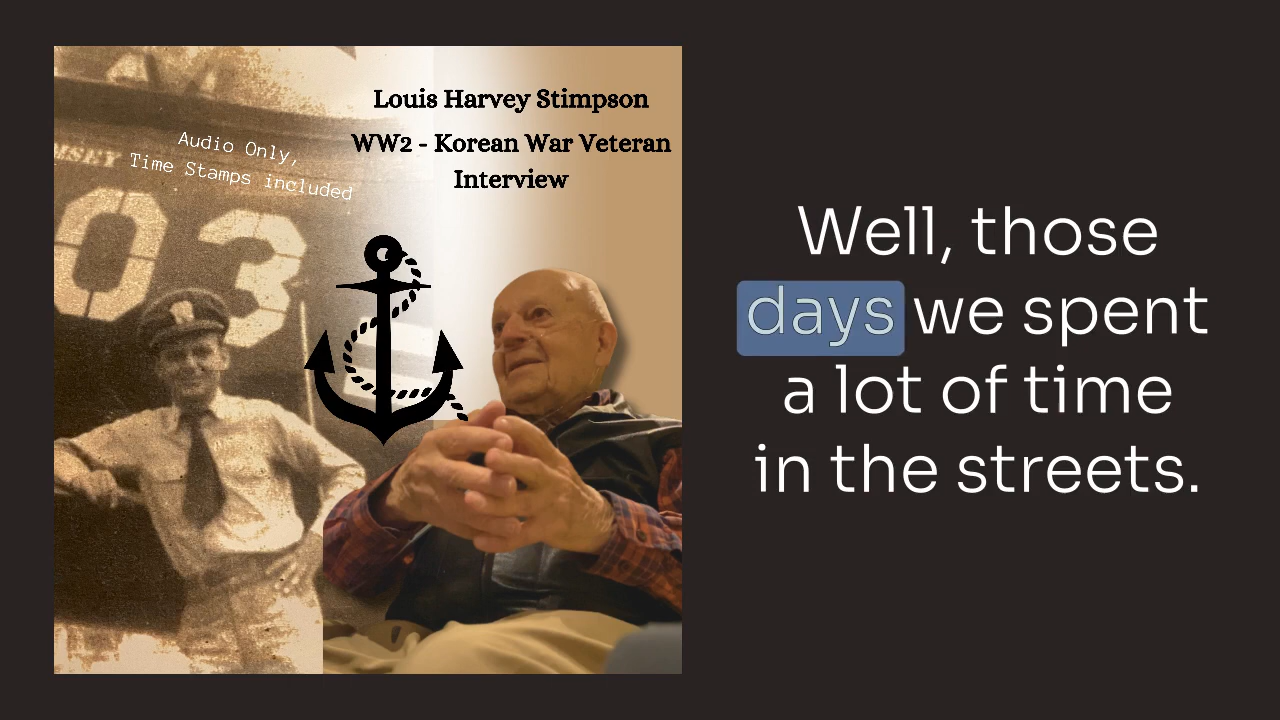 Louis Harvey Stimpson
WW2 - Korean War Veteran
Interview
Audio Only,
Time Stamps included
03
Well, those
days we spent
a lot of time
in the streets.